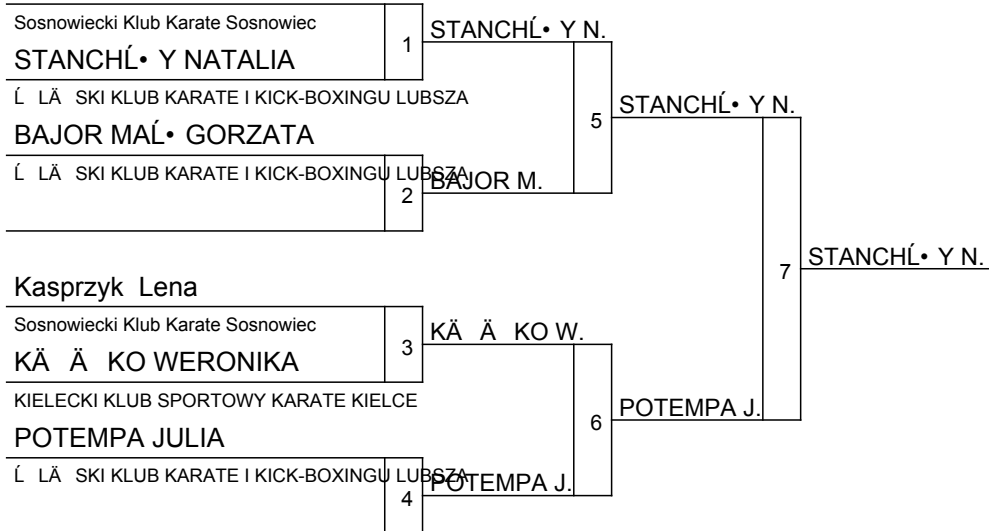 Sosnowiecki Klub Karate Sosnowiec
1
STANCHĹ• Y N.
STANCHĹ• Y NATALIA
Ĺ LÄ SKI KLUB KARATE I KICK-BOXINGU LUBSZA
5
STANCHĹ• Y N.
BAJOR MAĹ• GORZATA
Ĺ LÄ SKI KLUB KARATE I KICK-BOXINGU LUBSZA
2
BAJOR M.
7
STANCHĹ• Y N.
Kasprzyk Lena
Sosnowiecki Klub Karate Sosnowiec
3
KÄ Ä KO W.
KÄ Ä KO WERONIKA
KIELECKI KLUB SPORTOWY KARATE KIELCE
6
POTEMPA J.
POTEMPA JULIA
Ĺ LÄ SKI KLUB KARATE I KICK-BOXINGU LUBSZA
4
POTEMPA J.